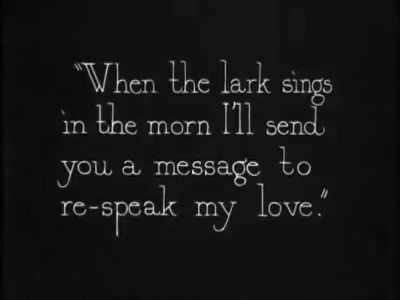 "When the lark sings
in the morn I'll send
you a message to
re-speak my love."